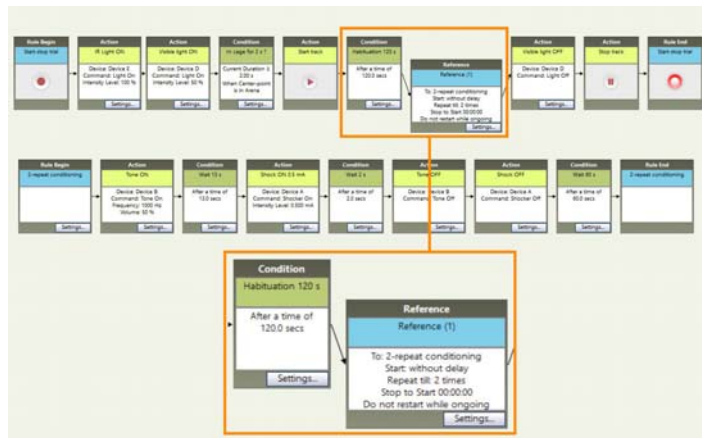 Rule Begin
Start-stop trial
Action
IR Light ON
Device: Device E
Command: Light On
Intensity Level: 100 %
Settings...
Action
Visible light ON
Device: Device D
Command: Light On
Intensity Level: 50 %
Settings...
Condition
In cage for 2 s ?
Current Duration ≥
2.00 s
When Center-point
is in Arena
Settings...
Action
Start track
Condition
Habituation 120 s
After a time of
120.0 secs
Settings...
Reference
Reference (1)
To: 2-repeat conditioning
Start: without delay
Repeat till: 2 times
Stop to Start 00:00:00
Do not restart while ongoing
Settings...
Action
Visible light OFF
Device: Device D
Command: Light Off
Settings...
Action
Stop track
Rule End
Start-stop trial
Rule Begin
2-repeat conditioning
Settings...
Action
Tone ON
Device: Device B
Command: Tone On
Frequency: 1000 Hz
Volume: 50 %
Settings...
Condition
Wait 13 s
After a time of
13.0 secs
Settings...
Action
Shock ON 0.5 mA
Device: Device A
Command: Shocker On
Intensity Level: 0.500 mA
Settings...
Condition
Wait 2 s
After a time of
2.0 secs
Settings...
Action
Tone OFF
Device: Device B
Command: Tone Off
Settings...
Action
Shock OFF
Device: Device A
Command: Shocker Off
Settings...
Condition
Wait 60 s
After a time of
60.0 secs
Settings...
Rule End
2-repeat conditioning
Condition
Habituation 120 s
After a time of
120.0 secs
Settings...
Reference
Reference (1)
To: 2-repeat conditioning
Start: without delay
Repeat till: 2 times
Stop to Start 00:00:00
Do not restart while ongoing
Settings...